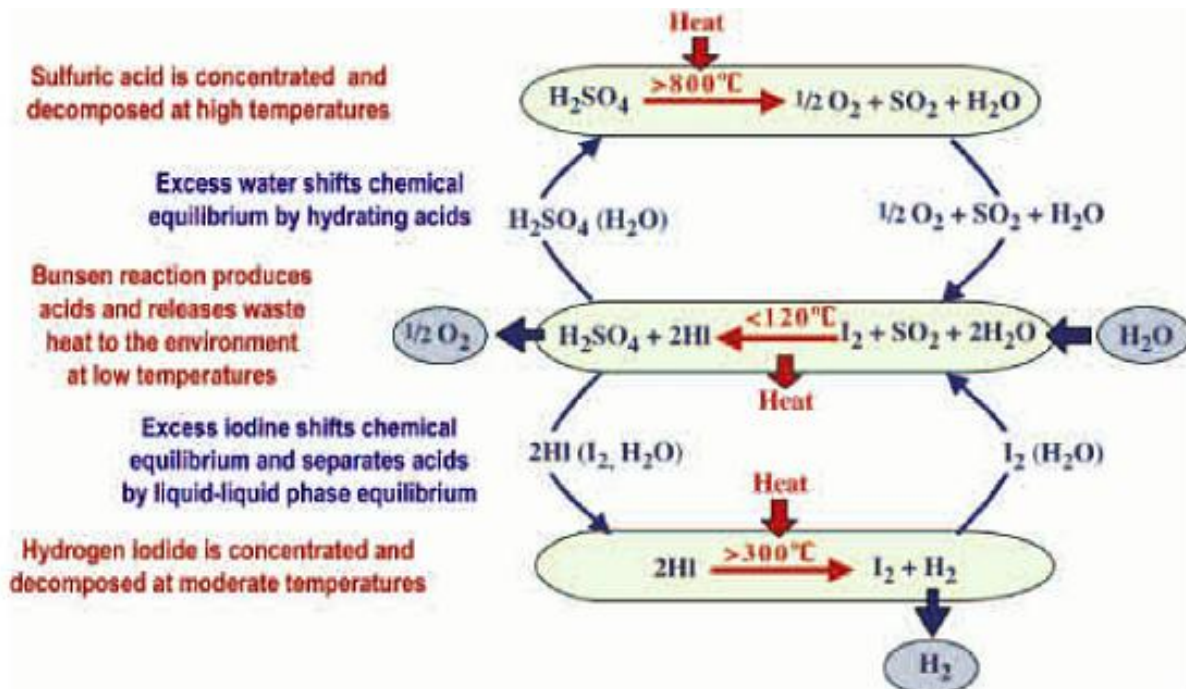 Heat
Sulfuric acid is concentrated and
decomposed at high temperatures
H₂SO₄ >800°C 1/2 O₂ + SO₂ + H₂O
Excess water shifts chemical
equilibrium by hydrating acids
H₂SO₄ (H₂O)
1/2 O₂ + SO₂ + H₂O
Bunsen reaction produces
acids and releases waste
heat to the environment
at low temperatures
1/2 O₂
H₂SO₄ + 2HI <120°C I₂ + SO₂ + 2H₂O
H₂O
Heat
Excess iodine shifts chemical
equilibrium and separates acids
by liquid-liquid phase equilibrium
2HI (I₂, H₂O)
I₂ (H₂O)
Heat
Hydrogen iodide is concentrated and
decomposed at moderate temperatures
2HI >300°C I₂ + H₂
H₂